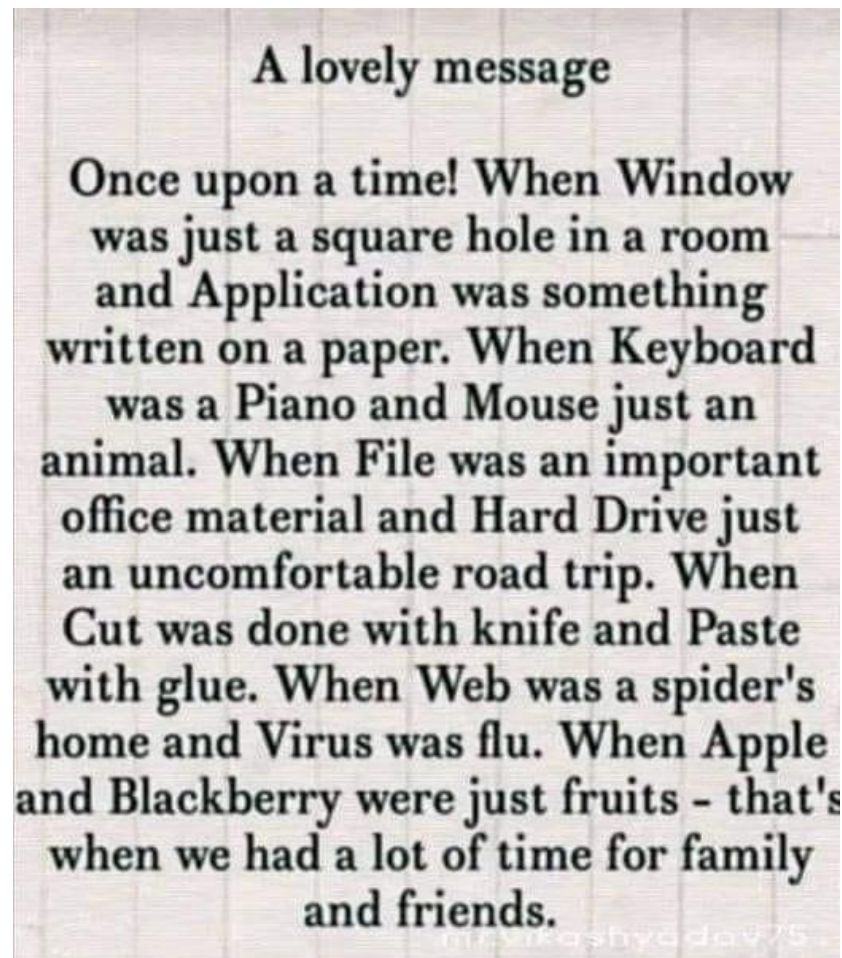 A lovely message
Once upon a time! When Window
was just a square hole in a room
and Application was something
written on a paper. When Keyboard
was a Piano and Mouse just an
animal. When File was an important
office material and Hard Drive just
an uncomfortable road trip. When
Cut was done with knife and Paste
with glue. When Web was a spider's
home and Virus was flu. When Apple
and Blackberry were just fruits - that's
when we had a lot of time for family
and friends.